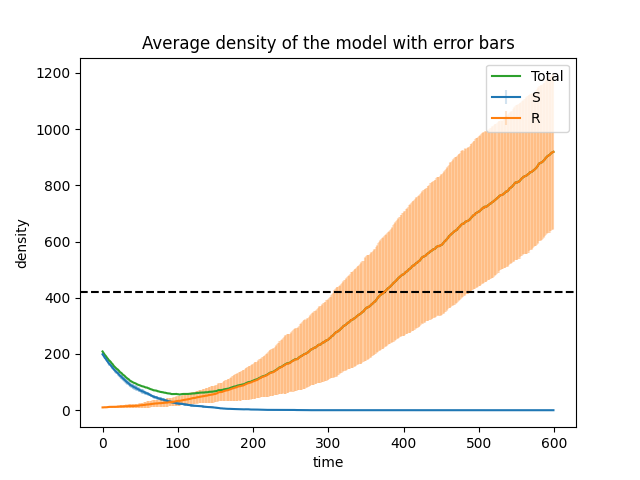 Average density of the model with error bars
Total
S
R
1200
1000
800
600
400
200
0
density
0 100 200 300 400 500 600
time